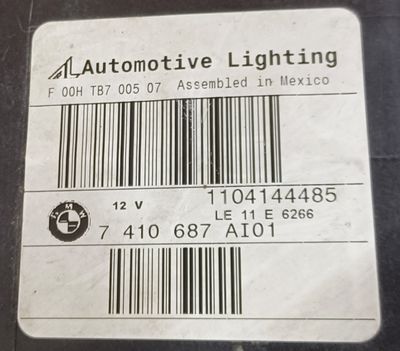 AL Automotive Lighting
F 00H TB7 005 07 Assembled in Mexico
12 V 1104144485
LE 11 E 6266
BMW
7 410 687 AI01